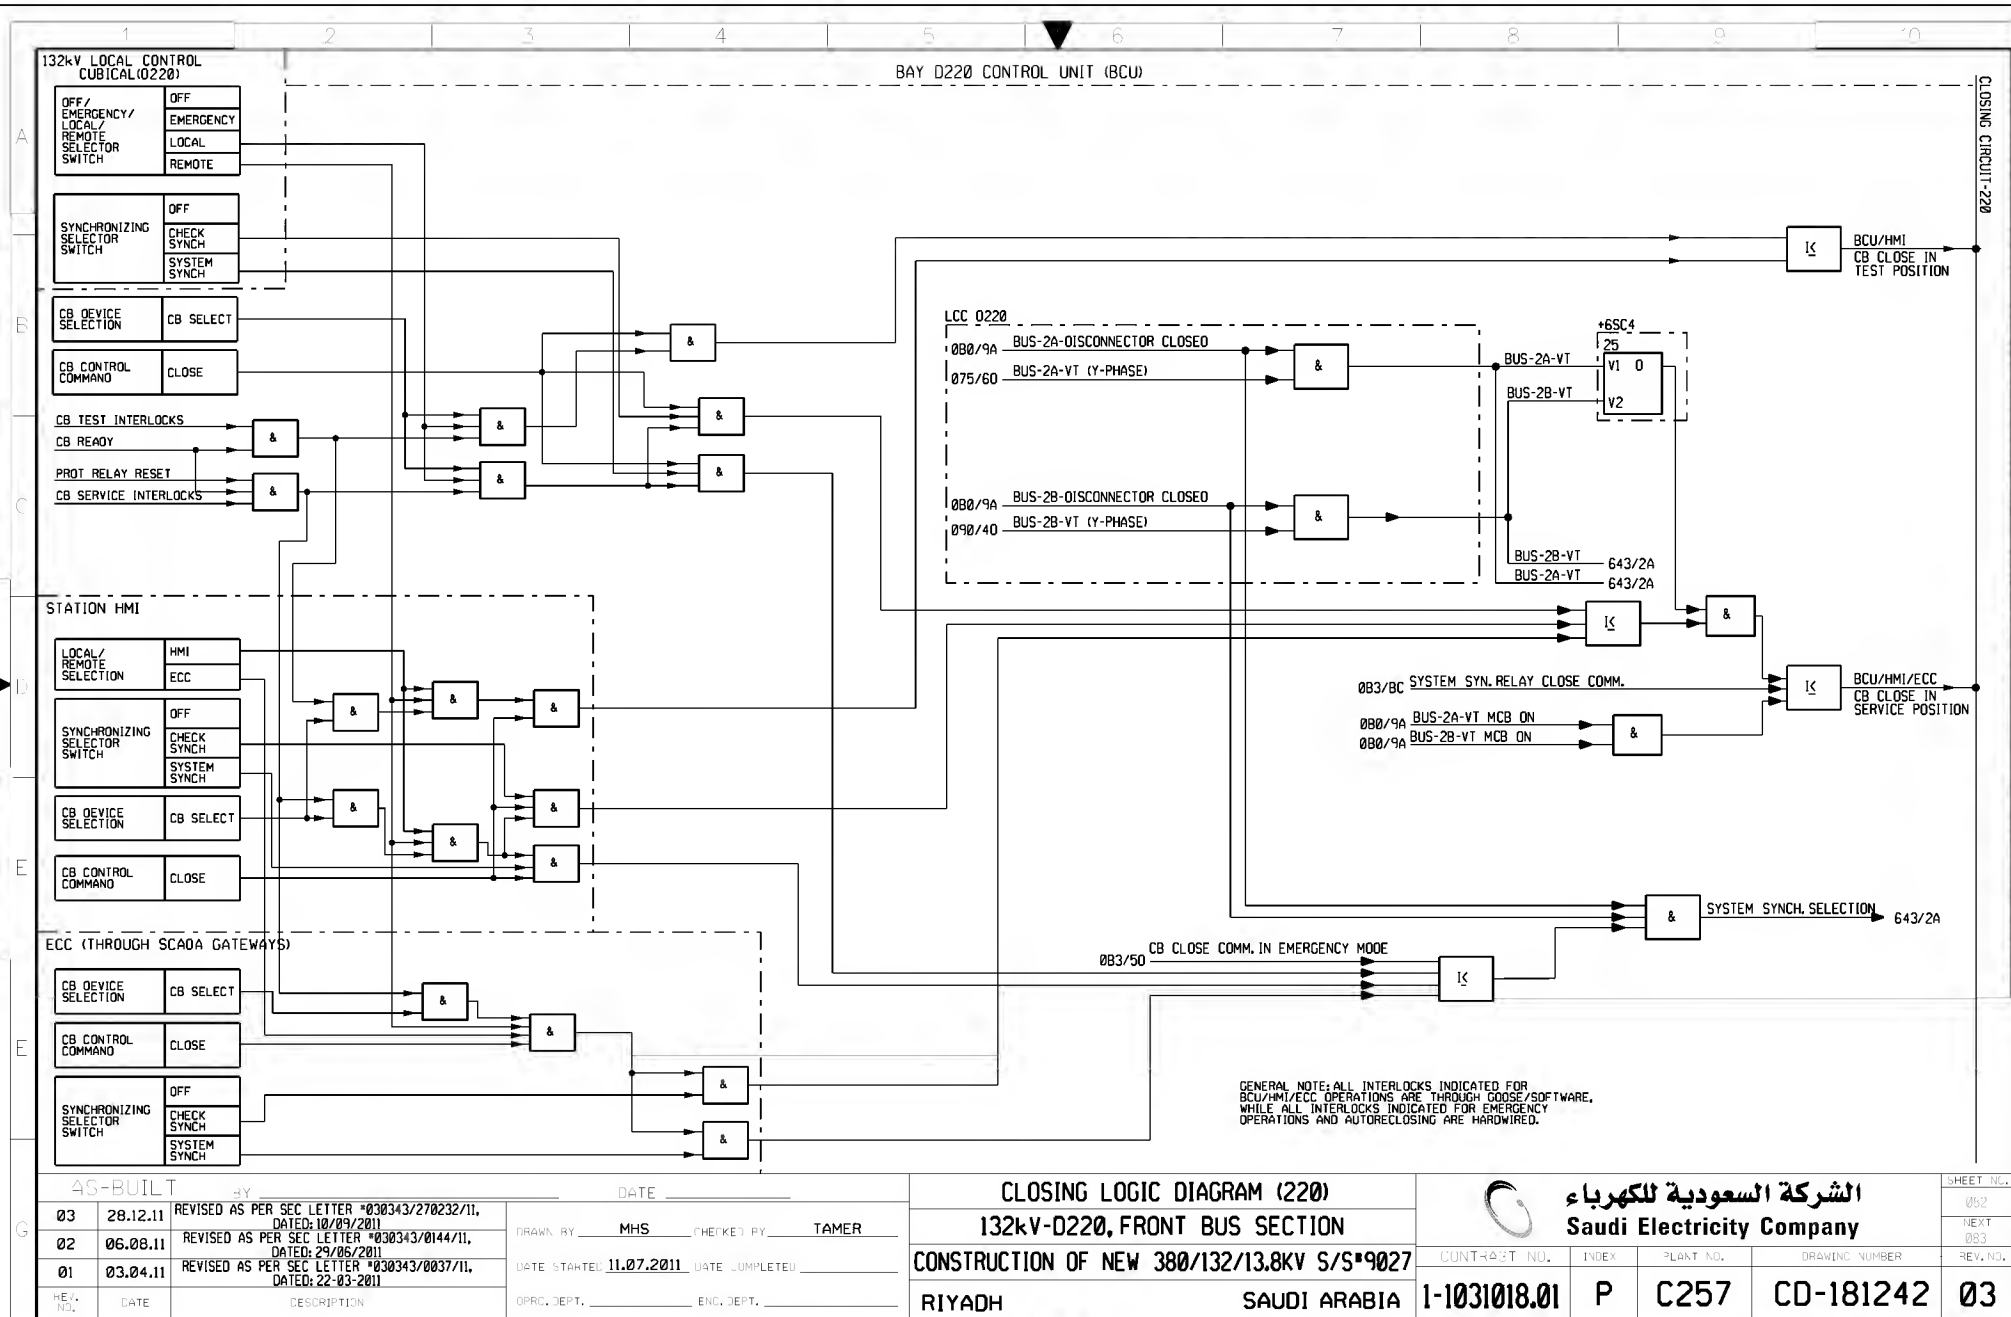 1 2 3 4 5 6 7 8 9 10
132kV LOCAL CONTROL
CUBICAL(D220)
BAY D220 CONTROL UNIT (BCU)
CLOSING CIRCUIT-220
OFF/
EMERGENCY/
LOCAL/
REMOTE
SELECTOR
SWITCH
OFF
EMERGENCY
LOCAL
REMOTE
A
SYNCHRONIZING
SELECTOR
SWITCH
OFF
CHECK
SYNCH
SYSTEM
SYNCH
I<
BCU/HMI
CB CLOSE IN
TEST POSITION
B
CB DEVICE
SELECTION
CB SELECT
CB CONTROL
COMMAND
CLOSE
&
LCC D220
0B0/9A BUS-2A-DISCONNECTOR CLOSED
075/60 BUS-2A-VT (Y-PHASE)
&
BUS-2A-VT
BUS-2B-VT
+6SC4
25
V1 O
V2
CB TEST INTERLOCKS
CB READY
&
&
&
PROT RELAY RESET
CB SERVICE INTERLOCKS
&
&
&
C
0B0/9A BUS-2B-DISCONNECTOR CLOSED
090/40 BUS-2B-VT (Y-PHASE)
&
BUS-2B-VT 643/2A
BUS-2A-VT 643/2A
STATION HMI
I<
&
LOCAL/
REMOTE
SELECTION
HMI
ECC
D
&
&
&
0B3/BC SYSTEM SYN.RELAY CLOSE COMM.
0B0/9A BUS-2A-VT MCB ON
0B0/9A BUS-2B-VT MCB ON
&
I<
BCU/HMI/ECC
CB CLOSE IN
SERVICE POSITION
SYNCHRONIZING
SELECTOR
SWITCH
OFF
CHECK
SYNCH
SYSTEM
SYNCH
CB DEVICE
SELECTION
CB SELECT
&
&
&
&
E
CB CONTROL
COMMAND
CLOSE
&
SYSTEM SYNCH. SELECTION 643/2A
ECC (THROUGH SCADA GATEWAYS)
CB CLOSE COMM. IN EMERGENCY MODE
0B3/50
I<
CB DEVICE
SELECTION
CB SELECT
&
&
E
CB CONTROL
COMMAND
CLOSE
SYNCHRONIZING
SELECTOR
SWITCH
OFF
CHECK
SYNCH
SYSTEM
SYNCH
&
&
GENERAL NOTE: ALL INTERLOCKS INDICATED FOR
BCU/HMI/ECC OPERATIONS ARE THROUGH GOOSE/SOFTWARE,
WHILE ALL INTERLOCKS INDICATED FOR EMERGENCY
OPERATIONS AND AUTORECLOSING ARE HARDWIRED.
G
AS-BUILT BY DATE
03 28.12.11 REVISED AS PER SEC LETTER #030343/270232/11,
DATED: 10/09/2011
02 06.08.11 REVISED AS PER SEC LETTER #030343/0144/11,
DATED: 29/06/2011
01 03.04.11 REVISED AS PER SEC LETTER #030343/0037/11,
DATED: 22-03-2011
REV. NO. DATE DESCRIPTION
DRAWN BY MHS CHECKED BY TAMER
DATE STARTED 11.07.2011 DATE COMPLETED
OPRG. DEPT. ENG. DEPT.
CLOSING LOGIC DIAGRAM (220)
132kV-D220, FRONT BUS SECTION
CONSTRUCTION OF NEW 380/132/13.8KV S/S#9027
RIYADH SAUDI ARABIA
الشركة السعودية للكهرباء
Saudi Electricity Company
CONTRACT NO. INDEX PLANT NO. DRAWING NUMBER REV. NO.
1-1031018.01 P C257 CD-181242 03
SHEET NO.
082
NEXT
083